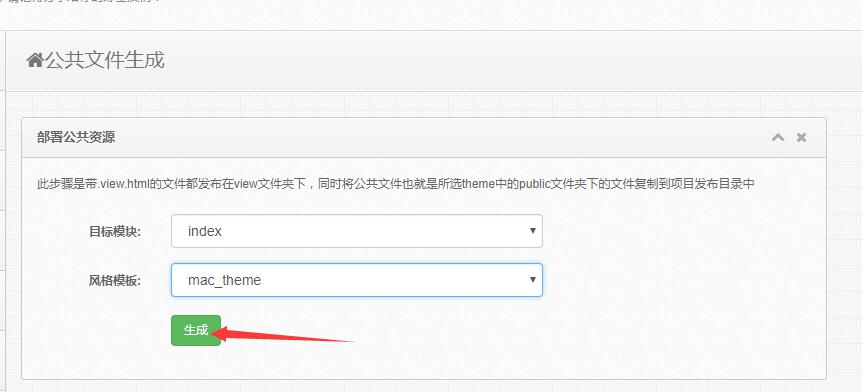 公共文件生成
部署公共资源
此步骤是带.view.html的文件都发布在view文件夹下，同时将公共文件也就是所选theme中的public文件夹下的文件复制到项目发布目录中
目标模块: index
风格模板: mac_theme
生成